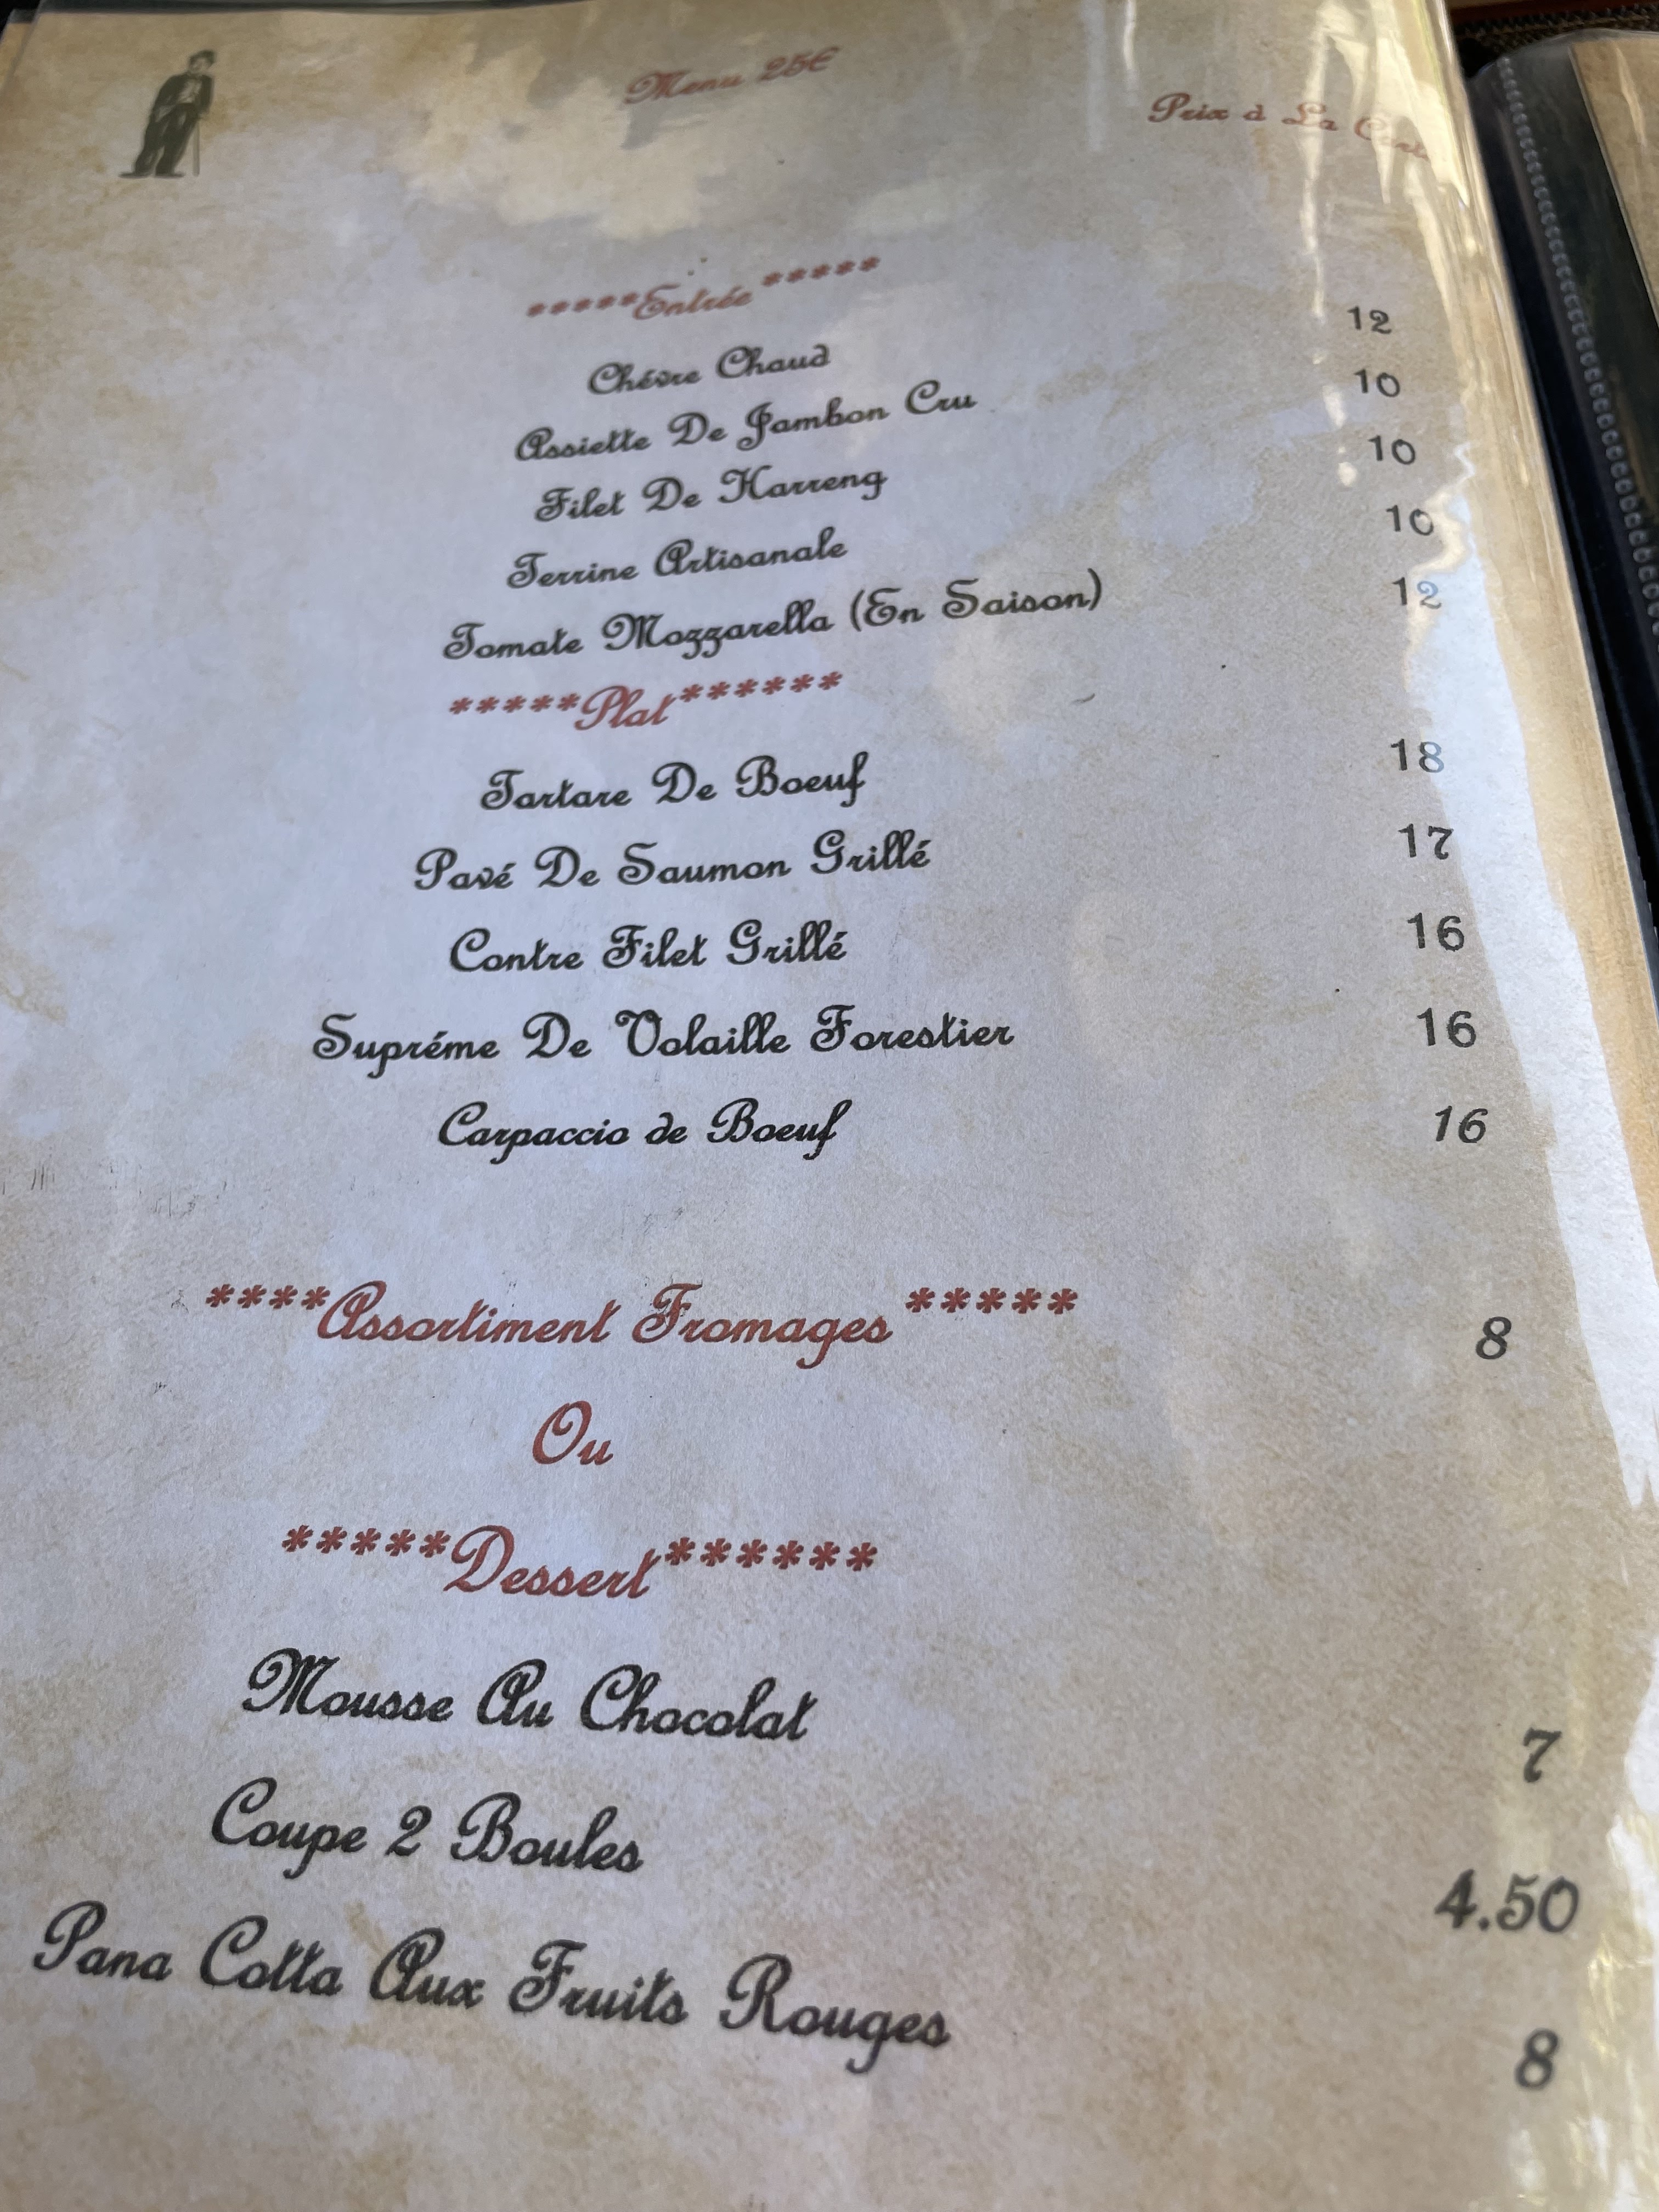 Menu 25€
Prix à La Carte
*****Entrée*****
Chévre Chaud 12
Assiette De Jambon Cru 10
Filet De Harreng 10
Terrine Artisanale 10
Tomate Mozzarella (En Saison) 12
*****Plat******
Tartare De Boeuf 18
Pavé De Saumon Grillé 17
Contre Filet Grillé 16
Supréme De Volaille Forestier 16
Carpaccio de Boeuf 16
****Assortiment Fromages***** 8
Ou
*****Dessert******
Mousse Au Chocolat 7
Coupe 2 Boules 4.50
Pana Cotta Aux Fruits Rouges 8